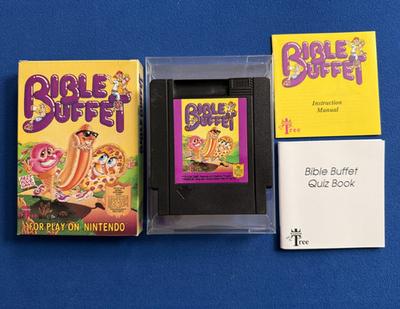 BIBLE
BUFFET
FOR PLAY ON NINTENDO
BIBLE
BUFFET
BIBLE
BUFFET
Instruction
Manual
Tree
Bible Buffet
Quiz Book
Tree